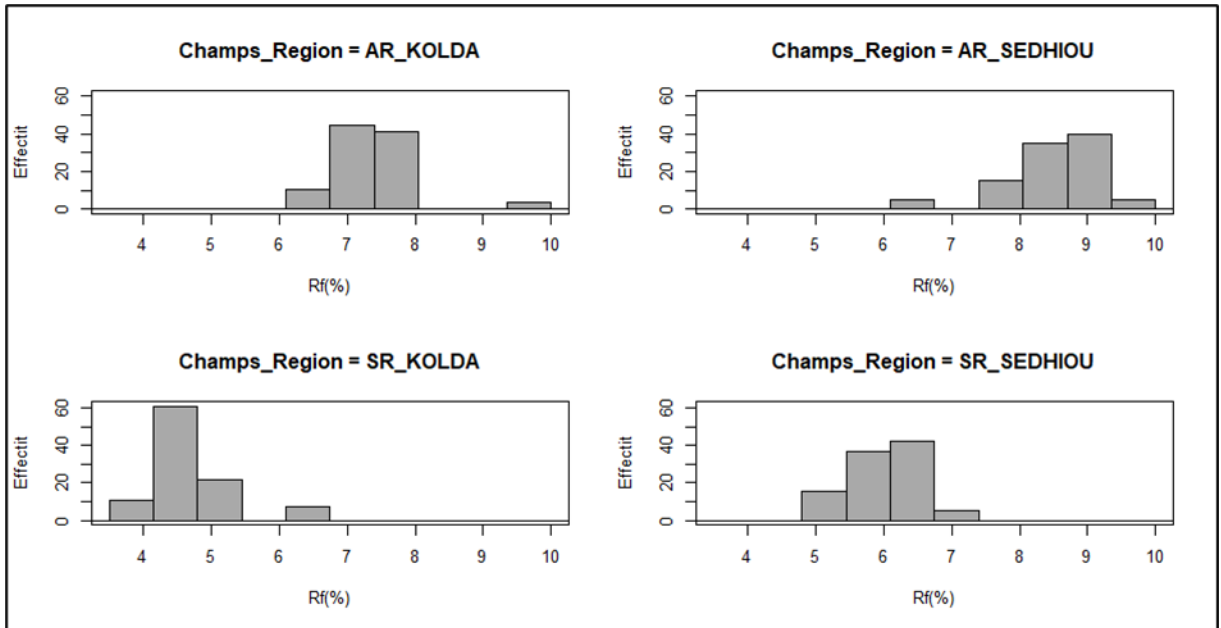 Champs_Region = AR_KOLDA
Effectit
60
40
20
0
4 5 6 7 8 9 10
Rf(%)
Champs_Region = AR_SEDHIOU
Effectit
60
40
20
0
4 5 6 7 8 9 10
Rf(%)
Champs_Region = SR_KOLDA
Effectit
60
40
20
0
4 5 6 7 8 9 10
Rf(%)
Champs_Region = SR_SEDHIOU
Effectit
60
40
20
0
4 5 6 7 8 9 10
Rf(%)